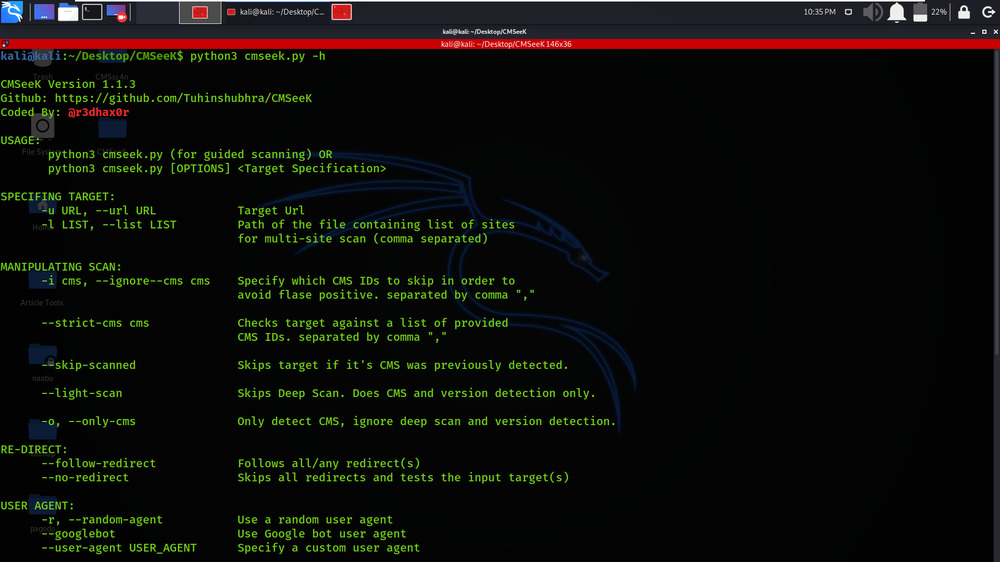 kali@kali: ~/Desktop/C...
10:35 PM
22%
kali@kali: ~/Desktop/CMSeeK
kali@kali: ~/Desktop/CMSeeK 146x36
kali@kali:~/Desktop/CMSeeK$ python3 cmseek.py -h
Trash
CMSsc4n
CMSeeK Version 1.1.3
Github: https://github.com/Tuhinshubhra/CMSeeK
Coded By: @r3dhax0r
USAGE:
File System
python3 cmseek.py (for guided scanning) OR
python3 cmseek.py [OPTIONS] <Target Specification>
SPECIFING TARGET:
-u URL, --url URL Target Url
-l LIST, --list LIST Path of the file containing list of sites
Home
for multi-site scan (comma separated)
MANIPULATING SCAN:
-i cms, --ignore--cms cms Specify which CMS IDs to skip in order to
avoid flase positive. separated by comma ","
Article Tools
--strict-cms cms Checks target against a list of provided
CMS IDs. separated by comma ","
--skip-scanned Skips target if it's CMS was previously detected.
naabu
--light-scan Skips Deep Scan. Does CMS and version detection only.
-o, --only-cms Only detect CMS, ignore deep scan and version detection.
RE-DIRECT:
--follow-redirect Follows all/any redirect(s)
--no-redirect Skips all redirects and tests the input target(s)
USER AGENT:
-r, --random-agent Use a random user agent
pagodo
--googlebot Use Google bot user agent
--user-agent USER_AGENT Specify a custom user agent